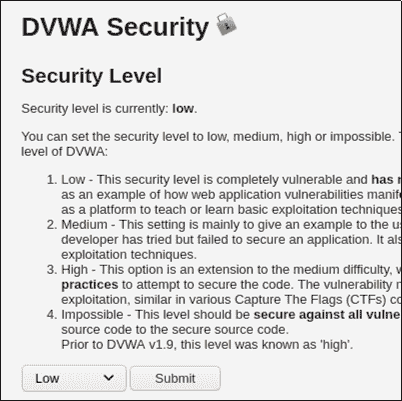 DVWA Security
Security Level
Security level is currently: low.
You can set the security level to low, medium, high or impossible.
level of DVWA:
1. Low - This security level is completely vulnerable and has
as an example of how web application vulnerabilities
as a platform to teach or learn basic exploitation techniques
2. Medium - This setting is mainly to give an example to the
developer has tried but failed to secure an application. It
exploitation techniques.
3. High - This option is an extension to the medium difficulty,
practices to attempt to secure the code. The vulnerability
exploitation, similar in various Capture The Flags (CTFs)
4. Impossible - This level should be secure against all
source code to the secure source code.
Prior to DVWA v1.9, this level was known as 'high'.
Low
Submit